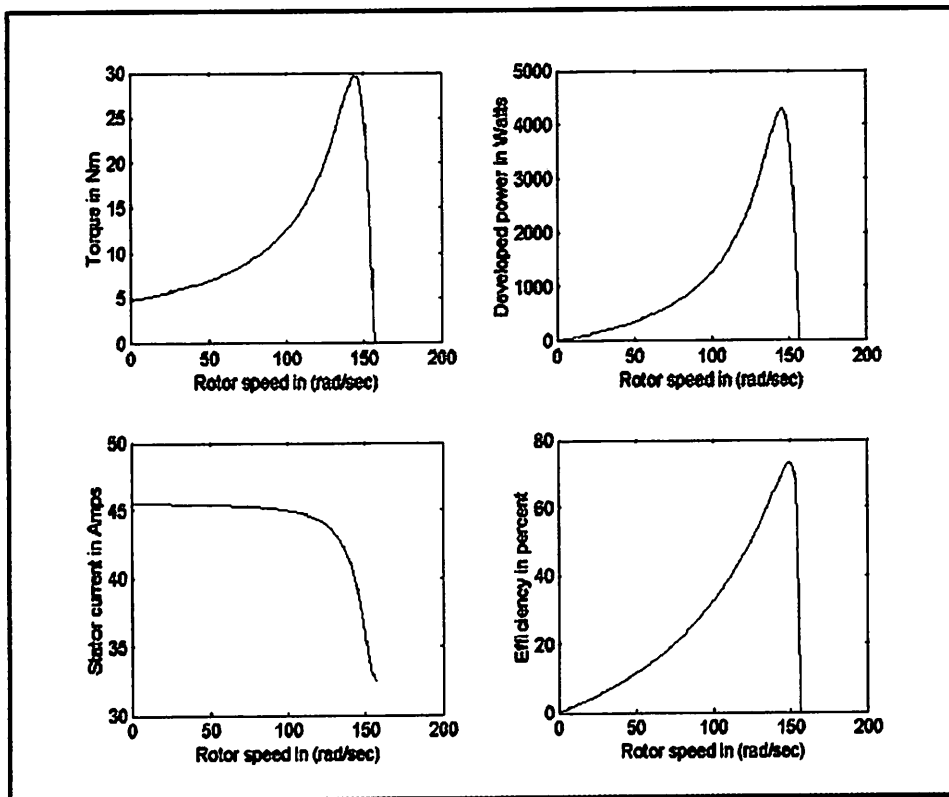 Torque in Nm
30
25
20
15
10
5
0
0 50 100 150 200
Rotor speed in (rad/sec)
Developed power in Watts
5000
4000
3000
2000
1000
0
0 50 100 150 200
Rotor speed in (rad/sec)
Stator current in Amps
50
45
40
35
30
0 50 100 150 200
Rotor speed in (rad/sec)
Efficiency in percent
80
60
40
20
0
0 50 100 150 200
Rotor speed in (rad/sec)